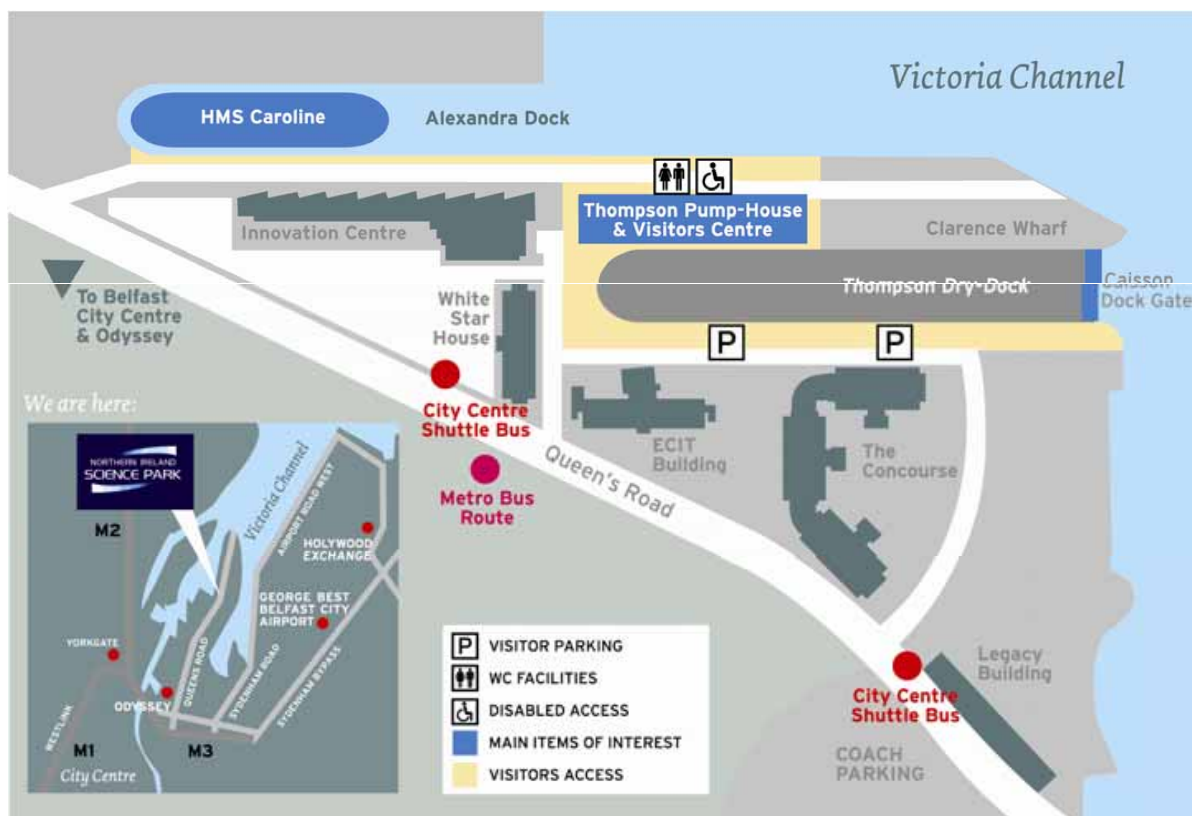 Victoria Channel
HMS Caroline
Alexandra Dock
Thompson Pump-House
& Visitors Centre
Innovation Centre
Clarence Wharf
Thompson Dry-Dock
Caisson
Dock Gate
To Belfast
City Centre
& Odyssey
White
Star
House
P
P
City Centre
Shuttle Bus
Metro Bus
Route
Queen's Road
ECIT
Building
The
Concourse
We are here:
NORTHERN IRELAND
SCIENCE PARK
M2
Victoria Channel
AIRPORT ROAD WEST
HOLYWOOD
EXCHANGE
GEORGE BEST
BELFAST CITY
AIRPORT
YORKGATE
ODYSSEY
QUEENS ROAD
SYDENHAM ROAD
SYDENHAM BYPASS
WESTLINK
M1
M3
City Centre
P VISITOR PARKING
WC FACILITIES
DISABLED ACCESS
MAIN ITEMS OF INTEREST
VISITORS ACCESS
Legacy
Building
City Centre
Shuttle Bus
COACH
PARKING